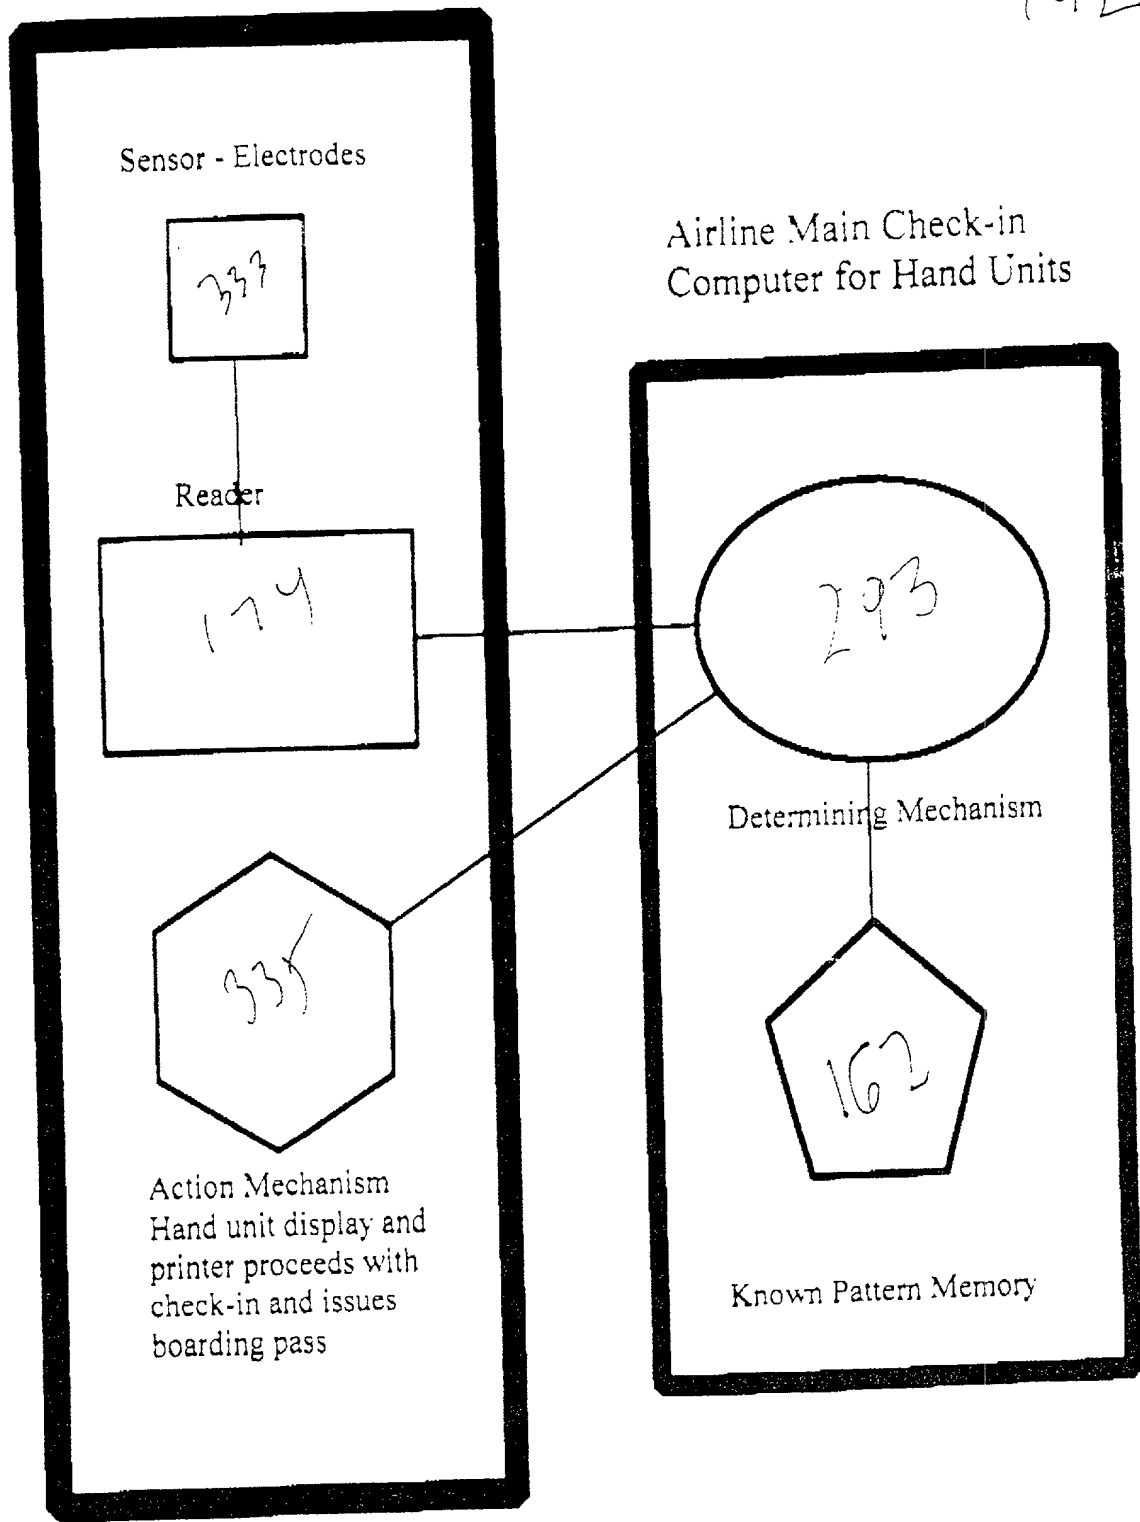 Sensor - Electrodes
333
Reader
174
335
Action Mechanism
Hand unit display and
printer proceeds with
check-in and issues
boarding pass
Airline Main Check-in
Computer for Hand Units
293
Determining Mechanism
162
Known Pattern Memory